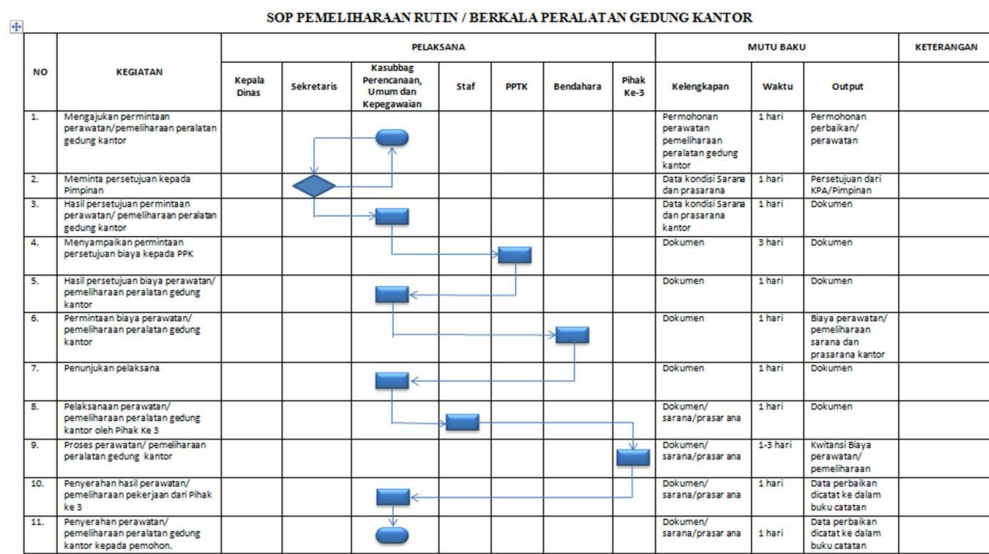 SOP PEMELIHARAAN RUTIN / BERKALA PERALATAN GEDUNG KANTOR
NO
KEGIATAN
PELAKSANA
MUTU BAKU
KETERANGAN
Kepala
Dinas
Sekretaris
Kasubbag
Perencanaan,
Umum dan
Kepegawaian
Staf
PPTK
Bendahara
Pihak
Ke-3
Kelengkapan
Waktu
Output
1.
Mengajukan permintaan
perawatan/pemeliharaan peralatan
gedung kantor
Permohonan
perawatan
pemeliharaan
peralatan gedung
kantor
1 hari
Permohonan
perbaikan/
perawatan
2.
Meminta persetujuan kepada
Pimpinan
Data kondisi Sarana
dan prasarana
1 hari
Persetujuan dari
KPA/Pimpinan
3.
Hasil persetujuan permintaan
perawatan/ pemeliharaan peralatan
gedung kantor
Data kondisi Sarana
dan prasarana
kantor
1 hari
Dokumen
4.
Menyampaikan permintaan
persetujuan biaya kepada PPK
Dokumen
3 hari
Dokumen
5.
Hasil persetujuan biaya perawatan/
pemeliharaan peralatan gedung
kantor
Dokumen
1 hari
Dokumen
6.
Permintaan biaya perawatan/
pemeliharaan peralatan gedung
kantor
Dokumen
1 hari
Biaya perawatan/
pemeliharaan
sarana dan
prasarana kantor
7.
Penunjukan pelaksana
Dokumen
1 hari
Dokumen
8.
Pelaksanaan perawatan/
pemeliharaan peralatan gedung
kantor oleh Pihak Ke 3
Dokumen/
sarana/prasar ana
1 hari
Dokumen
9.
Proses perawatan/ pemeliharaan
peralatan gedung kantor
Dokumen/
sarana/prasar ana
1-3 hari
Kwitansi Biaya
perawatan/
pemeliharaan
10.
Penyerahan hasil perawatan/
pemeliharaan pekerjaan dari Pihak
ke 3
Dokumen/
sarana/prasar ana
1 hari
Data perbaikan
dicatat ke dalam
buku catatan
11.
Penyerahan perawatan/
pemeliharaan peralatan gedung
kantor kepada pemohon.
Dokumen/
sarana/prasar ana
1 hari
Data perbaikan
dicatat ke dalam
buku catatan